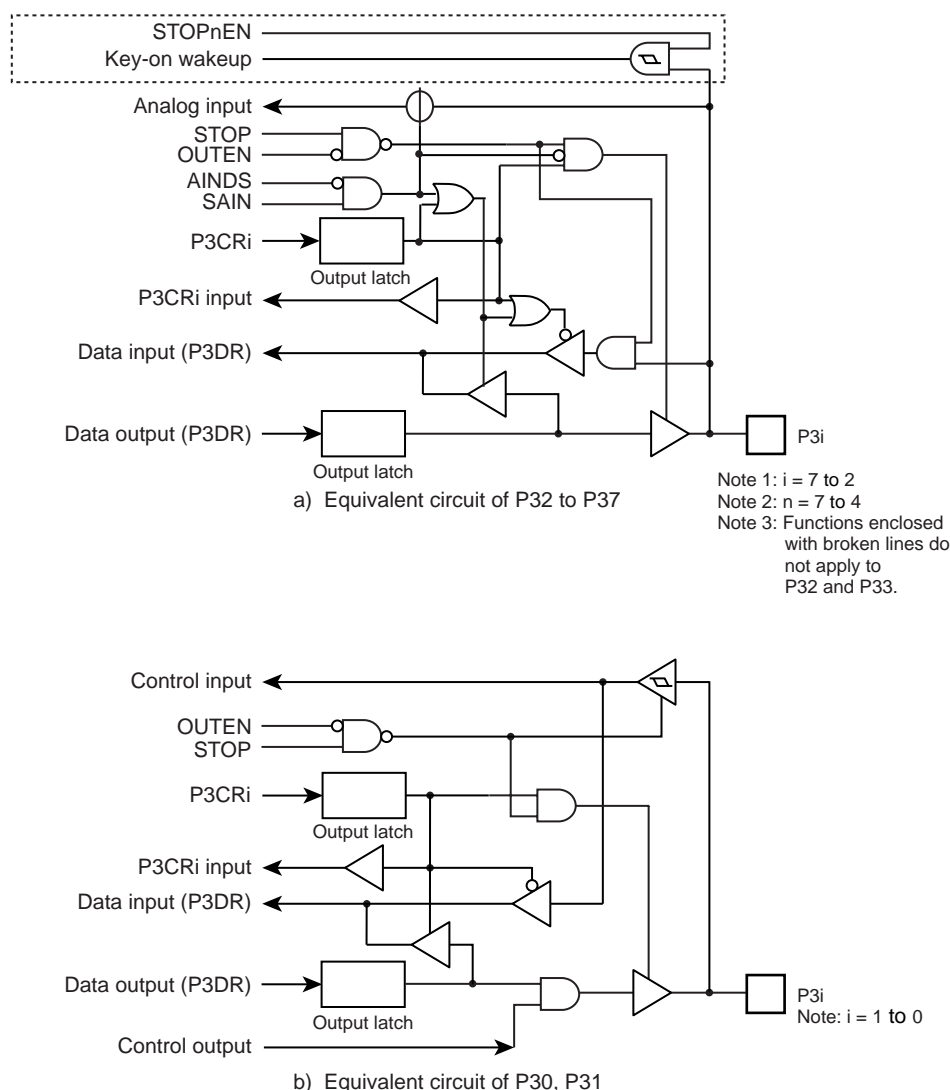 STOPnEN
Key-on wakeup
Analog input
STOP
OUTEN
AINDS
SAIN
P3CRi
Output latch
P3CRi input
Data input (P3DR)
Data output (P3DR)
Output latch
P3i
a) Equivalent circuit of P32 to P37
Note 1: i = 7 to 2
Note 2: n = 7 to 4
Note 3: Functions enclosed
with broken lines do
not apply to
P32 and P33.
Control input
OUTEN
STOP
P3CRi
Output latch
P3CRi input
Data input (P3DR)
Data output (P3DR)
Output latch
Control output
P3i
Note: i = 1 to 0
b) Equivalent circuit of P30, P31